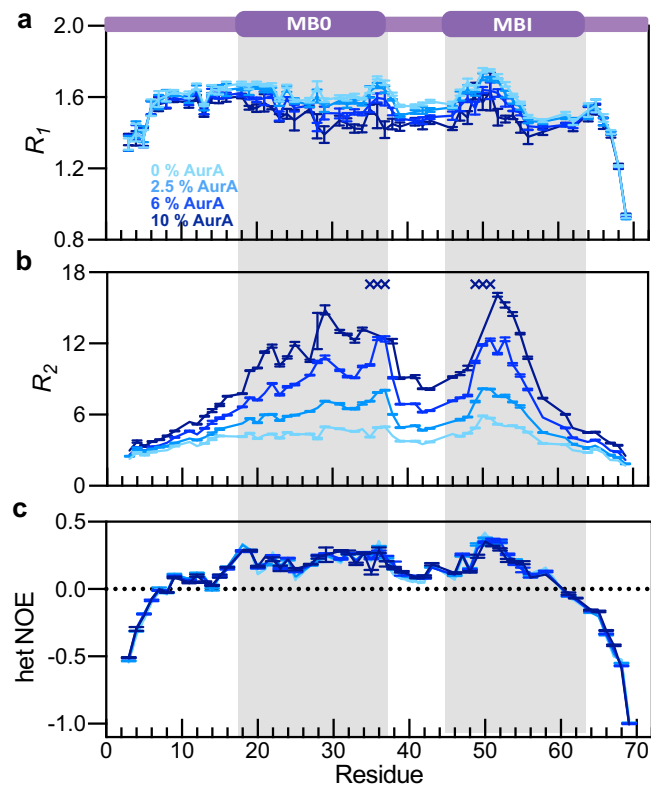 a
MB0 MBI
2.0
1.6
1.2
0.8
R1
0 % AurA
2.5 % AurA
6 % AurA
10 % AurA
b
18
12
6
0
R2
×××
×××
c
0.5
0.0
-0.5
-1.0
het NOE
0 10 20 30 40 50 60 70
Residue